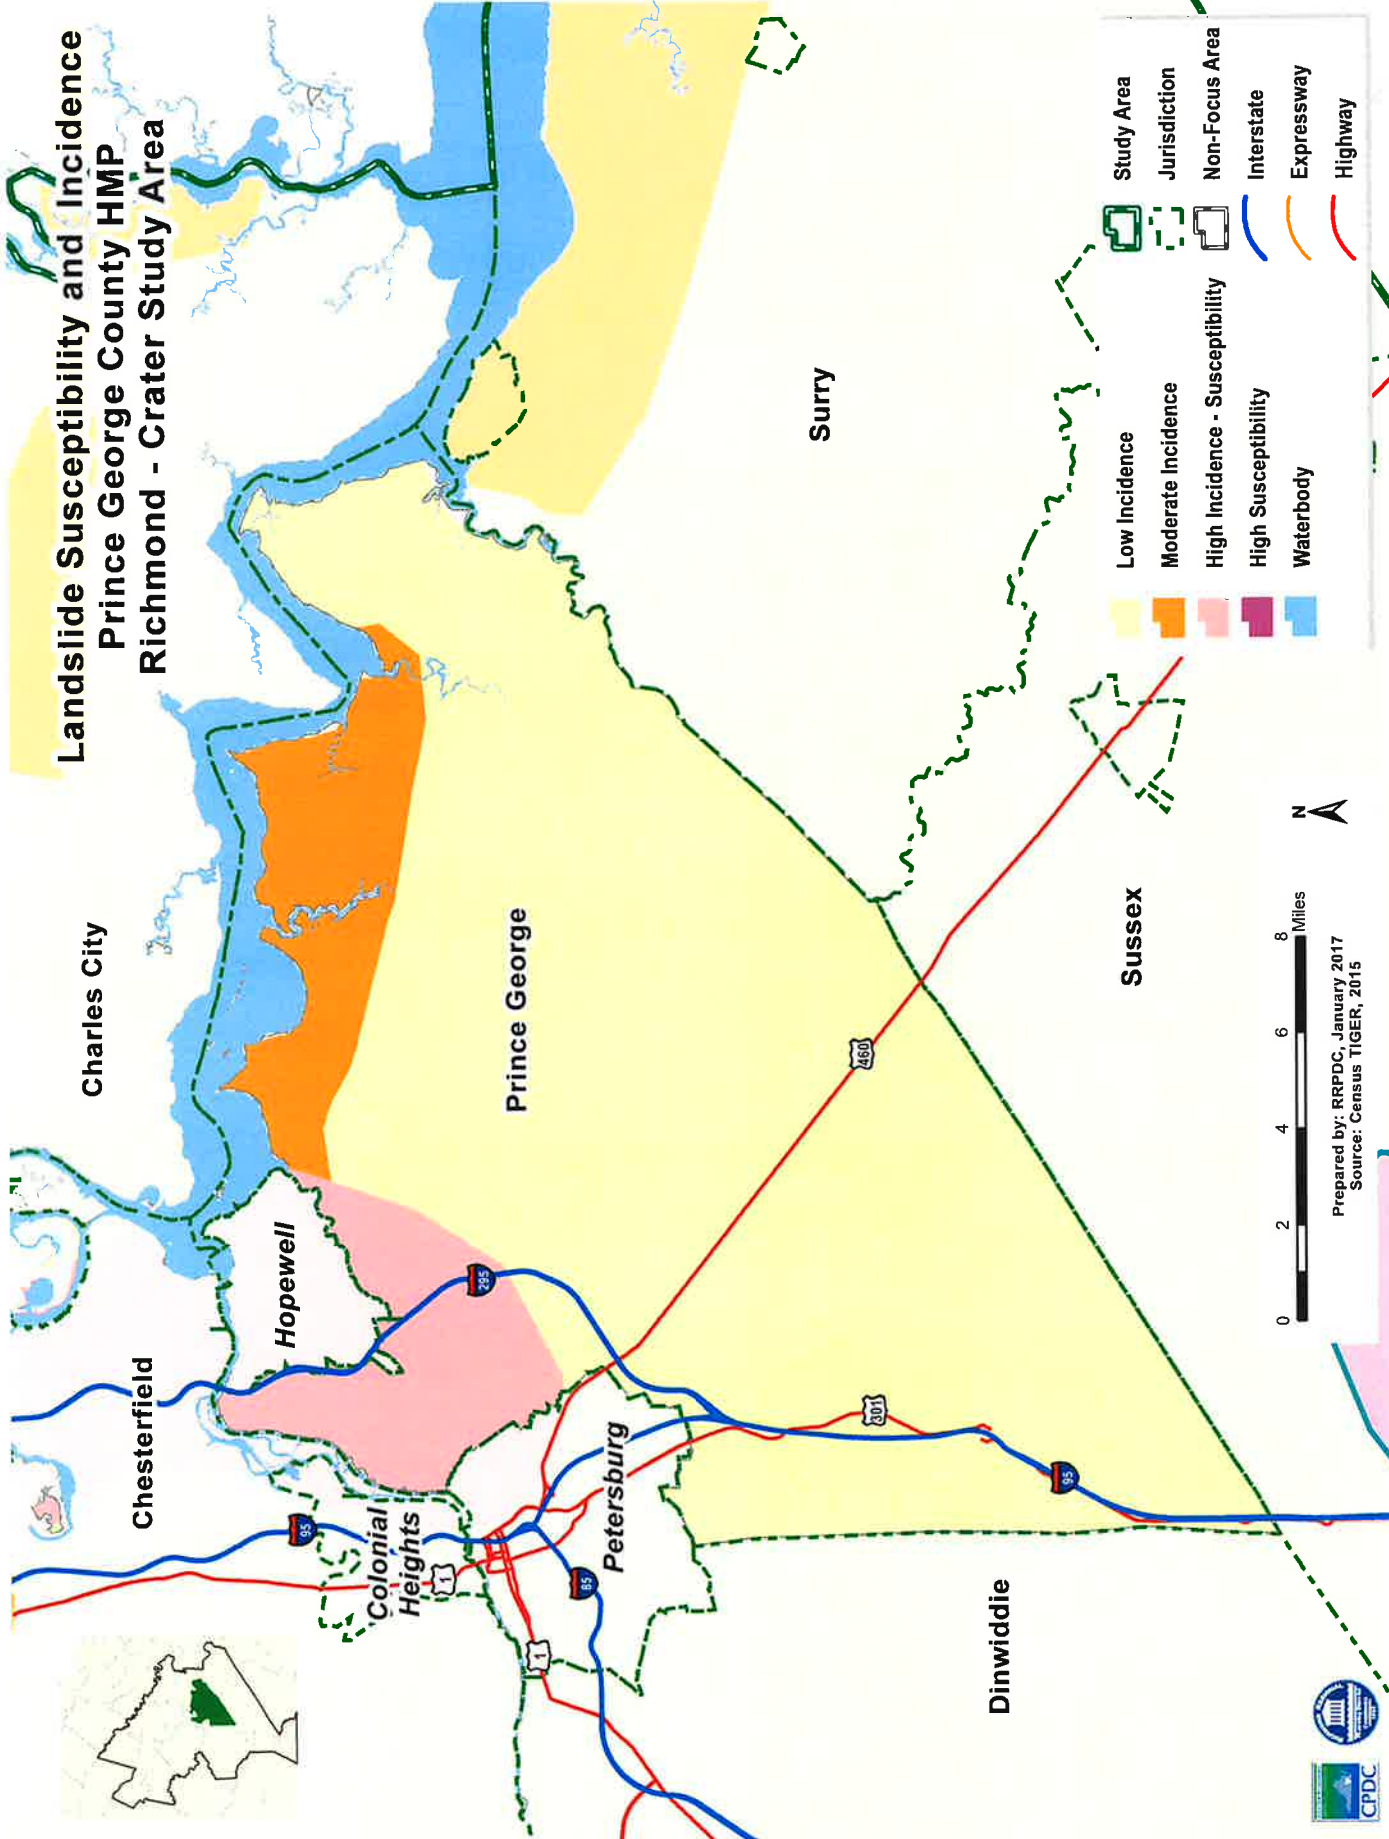 Landslide Susceptibility and Incidence
Prince George County HMP
Richmond - Crater Study Area
Charles City
Chesterfield
Hopewell
Colonial
Heights
Petersburg
Prince George
Surry
Sussex
Dinwiddie
95
295
1
1
85
460
301
95
Low Incidence
Moderate Incidence
High Incidence - Susceptibility
High Susceptibility
Waterbody
Study Area
Jurisdiction
Non-Focus Area
Interstate
Expressway
Highway
N
0 2 4 6 8
Miles
Prepared by: RRPDC, January 2017
Source: Census TIGER, 2015
CPDC